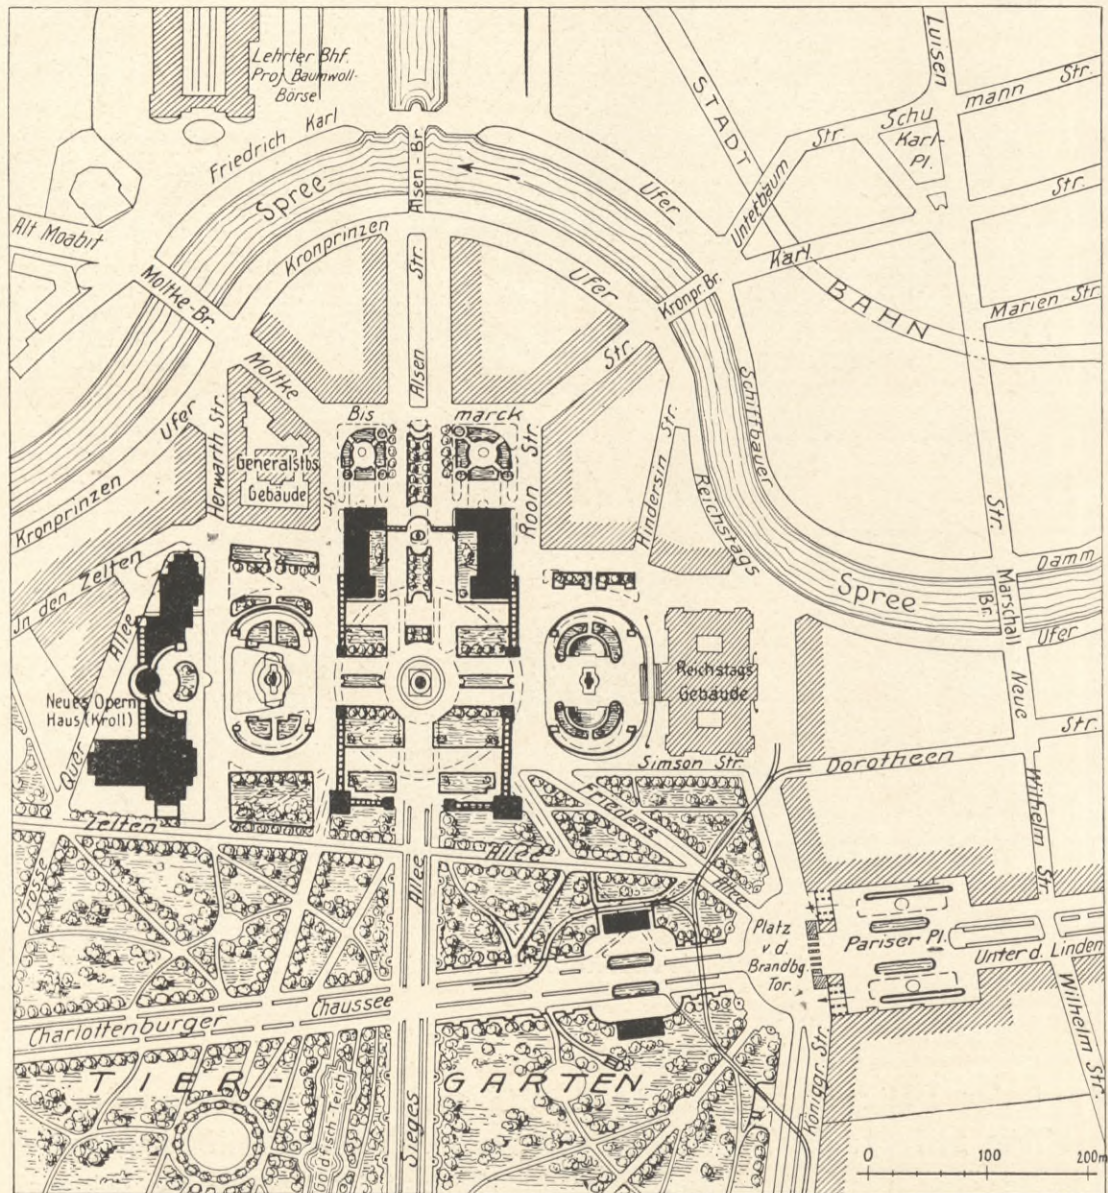 Lehrter Bhf.
Proj. Baumwoll-
Börse
Luisen
Str.
mann
Schu
Str.
Karl-
Pl.
STADT
BAHN
Friedrich Karl
Ufer
Spree
Alsen-Br.
Unterbaum
Str.
Alt Moabit
Kronprinzen
Ufer
Karl.
Moltke-Br.
Kronpr. Br.
Marien Str
Alsen
Str.
Str.
Moltke
Schiffbauer
Herwarth Str.
Kronprinzen
Ufer
Bis
marck
Str.
Generalstbs
Gebäude
Str.
Roon
Hindersin Str.
Reichstags
Str.
Jn den Zelten
Spree
Damm
Marschall
Br.
Ufer
Allee
Quer
Neues Opern
Haus (Kroll)
Reichstags
Gebäude
Neue
Wilhelm
Str.
Simson Str.
Dorotheen
Str.
Zelten
Allee
Friedens
Allee
Grosse
Allee
Platz
v d
Brandbg.
Tor.
Pariser Pl.
Unter d. Linden
Charlottenburger
Chaussee
Wilhelm
Str.
TIER-
GARTEN
Goldfisch-Teich
Sieges
Königgr. Str.
0 100 200m